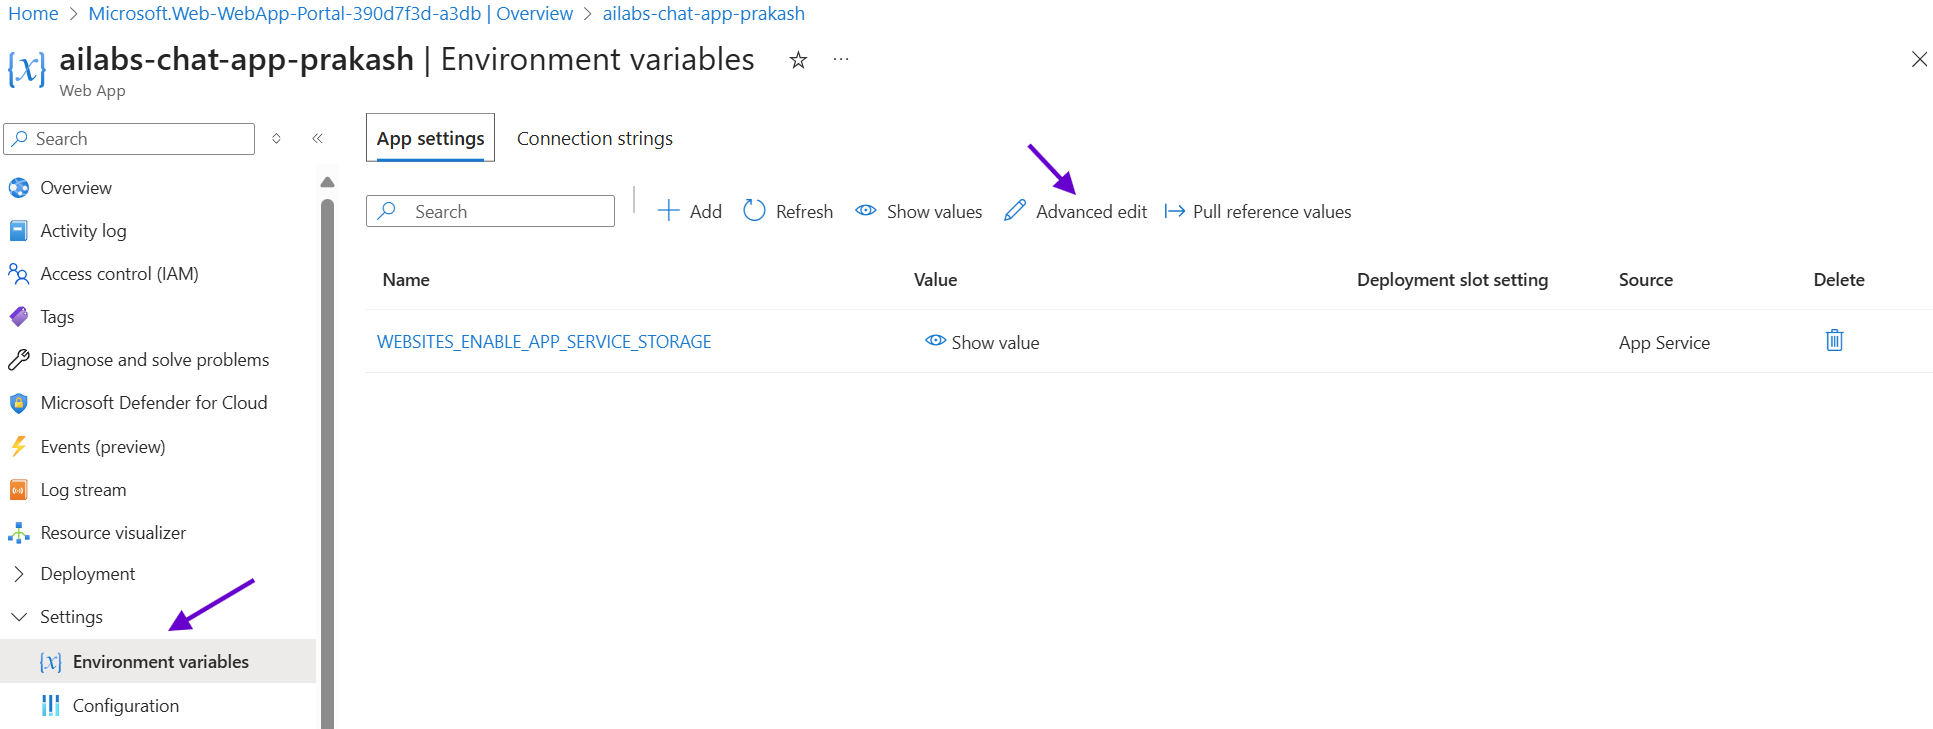 Home > Microsoft.Web-WebApp-Portal-390d7f3d-a3db | Overview > ailabs-chat-app-prakash
ailabs-chat-app-prakash | Environment variables
Web App
Search
App settings Connection strings
Search Add Refresh Show values Advanced edit Pull reference values
Name Value Deployment slot setting Source Delete
WEBSITES_ENABLE_APP_SERVICE_STORAGE Show value App Service
Overview
Activity log
Access control (IAM)
Tags
Diagnose and solve problems
Microsoft Defender for Cloud
Events (preview)
Log stream
Resource visualizer
Deployment
Settings
Environment variables
Configuration